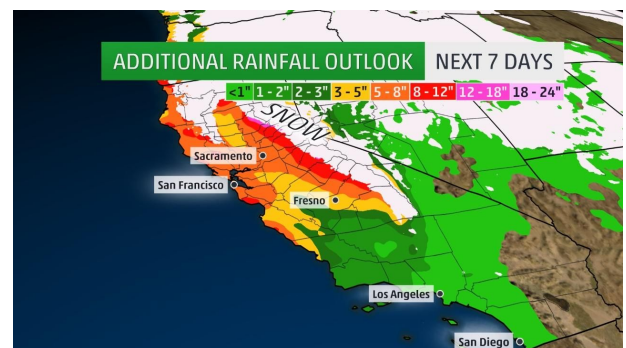 ADDITIONAL RAINFALL OUTLOOK NEXT 7 DAYS
<1" 1 - 2" 2 - 3" 3 - 5" 5 - 8" 8 - 12" 12 - 18" 18 - 24"
SNOW
Sacramento
San Francisco
Fresno
Los Angeles
San Diego